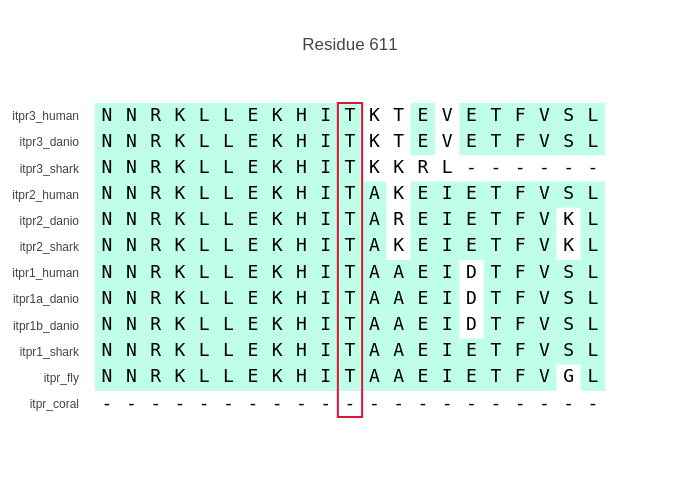 Residue 611
itpr3_human N N R K L L E K H I T K T E V E T F V S L
itpr3_danio N N R K L L E K H I T K T E V E T F V S L
itpr3_shark N N R K L L E K H I T K K R L - - - - - -
itpr2_human N N R K L L E K H I T A K E I E T F V S L
itpr2_danio N N R K L L E K H I T A R E I E T F V K L
itpr2_shark N N R K L L E K H I T A K E I E T F V K L
itpr1_human N N R K L L E K H I T A A E I D T F V S L
itpr1a_danio N N R K L L E K H I T A A E I D T F V S L
itpr1b_danio N N R K L L E K H I T A A E I D T F V S L
itpr1_shark N N R K L L E K H I T A A E I E T F V S L
itpr_fly N N R K L L E K H I T A A E I E T F V G L
itpr_coral - - - - - - - - - - - - - - - - - - - - -